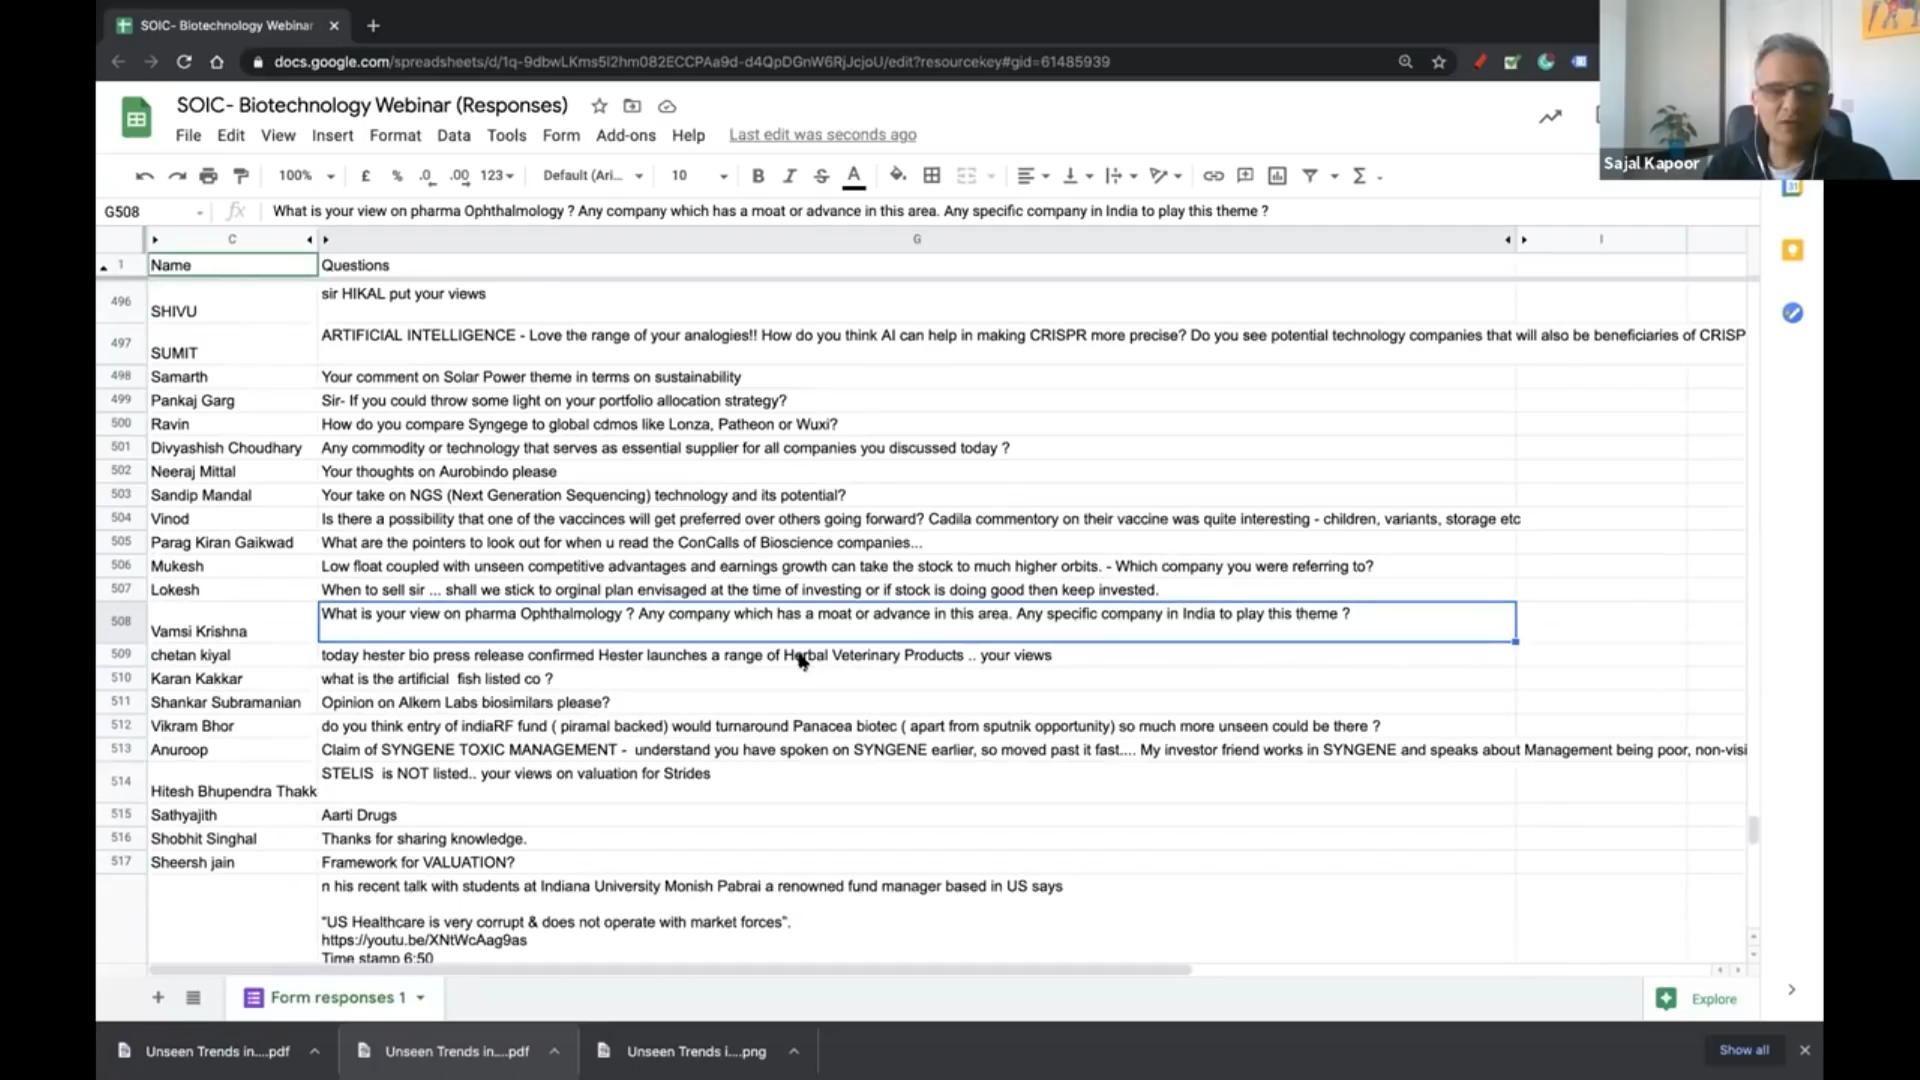 SOIC- Biotechnology Webinar
docs.google.com/spreadsheets/d/1q-9dbwLKms5I2hm082ECCPAa9d-d4QpDGnW6RjJcjoU/edit?resourcekey#gid=61485939
SOIC- Biotechnology Webinar (Responses)
File Edit View Insert Format Data Tools Form Add-ons Help Last edit was seconds ago
Sajal Kapoor
100% £ % .0 .00 123 Default (Ari... 10 B I S A Σ
31
G508 fx What is your view on pharma Ophthalmology ? Any company which has a moat or advance in this area. Any specific company in India to play this theme ?
C G I
1 Name Questions
496 SHIVU sir HIKAL put your views
497 SUMIT ARTIFICIAL INTELLIGENCE - Love the range of your analogies!! How do you think AI can help in making CRISPR more precise? Do you see potential technology companies that will also be beneficiaries of CRISP
498 Samarth Your comment on Solar Power theme in terms on sustainability
499 Pankaj Garg Sir- If you could throw some light on your portfolio allocation strategy?
500 Ravin How do you compare Syngege to global cdmos like Lonza, Patheon or Wuxi?
501 Divyashish Choudhary Any commodity or technology that serves as essential supplier for all companies you discussed today ?
502 Neeraj Mittal Your thoughts on Aurobindo please
503 Sandip Mandal Your take on NGS (Next Generation Sequencing) technology and its potential?
504 Vinod Is there a possibility that one of the vaccinces will get preferred over others going forward? Cadila commentory on their vaccine was quite interesting - children, variants, storage etc
505 Parag Kiran Gaikwad What are the pointers to look out for when u read the ConCalls of Bioscience companies...
506 Mukesh Low float coupled with unseen competitive advantages and earnings growth can take the stock to much higher orbits. - Which company you were referring to?
507 Lokesh When to sell sir ... shall we stick to orginal plan envisaged at the time of investing or if stock is doing good then keep invested.
508 Vamsi Krishna What is your view on pharma Ophthalmology ? Any company which has a moat or advance in this area. Any specific company in India to play this theme ?
509 chetan kiyal today hester bio press release confirmed Hester launches a range of Herbal Veterinary Products .. your views
510 Karan Kakkar what is the artificial fish listed co ?
511 Shankar Subramanian Opinion on Alkem Labs biosimilars please?
512 Vikram Bhor do you think entry of indiaRF fund ( piramal backed) would turnaround Panacea biotec ( apart from sputnik opportunity) so much more unseen could be there ?
513 Anuroop Claim of SYNGENE TOXIC MANAGEMENT - understand you have spoken on SYNGENE earlier, so moved past it fast.... My investor friend works in SYNGENE and speaks about Management being poor, non-visi
514 Hitesh Bhupendra Thakk STELIS is NOT listed.. your views on valuation for Strides
515 Sathyajith Aarti Drugs
516 Shobhit Singhal Thanks for sharing knowledge.
517 Sheersh jain Framework for VALUATION?
n his recent talk with students at Indiana University Monish Pabrai a renowned fund manager based in US says
"US Healthcare is very corrupt & does not operate with market forces".
https://youtu.be/XNtWcAag9as
Time stamp 6:50
Form responses 1 Explore
Unseen Trends in....pdf Unseen Trends in....pdf Unseen Trends i....png Show all